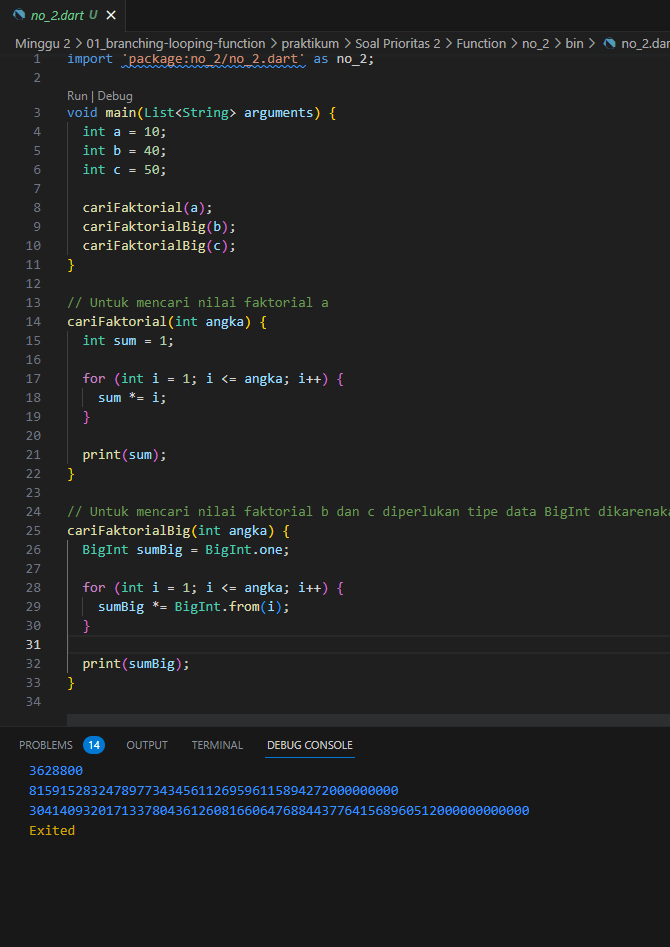 no_2.dart U
Minggu 2 > 01_branching-looping-function > praktikum > Soal Prioritas 2 > Function > no_2 > bin > no_2.dar
1 import 'package:no_2/no_2.dart' as no_2;
2
Run | Debug
3 void main(List<String> arguments) {
4 int a = 10;
5 int b = 40;
6 int c = 50;
7
8 cariFaktorial(a);
9 cariFaktorialBig(b);
10 cariFaktorialBig(c);
11 }
12
13 // Untuk mencari nilai faktorial a
14 cariFaktorial(int angka) {
15 int sum = 1;
16
17 for (int i = 1; i <= angka; i++) {
18 sum *= i;
19 }
20
21 print(sum);
22 }
23
24 // Untuk mencari nilai faktorial b dan c diperlukan tipe data BigInt dikarenaka
25 cariFaktorialBig(int angka) {
26 BigInt sumBig = BigInt.one;
27
28 for (int i = 1; i <= angka; i++) {
29 sumBig *= BigInt.from(i);
30 }
31
32 print(sumBig);
33 }
34
PROBLEMS 14 OUTPUT TERMINAL DEBUG CONSOLE
3628800
815915283247897734345611269596115894272000000000
30414093201713378043612608166064768844377641568960512000000000000
Exited